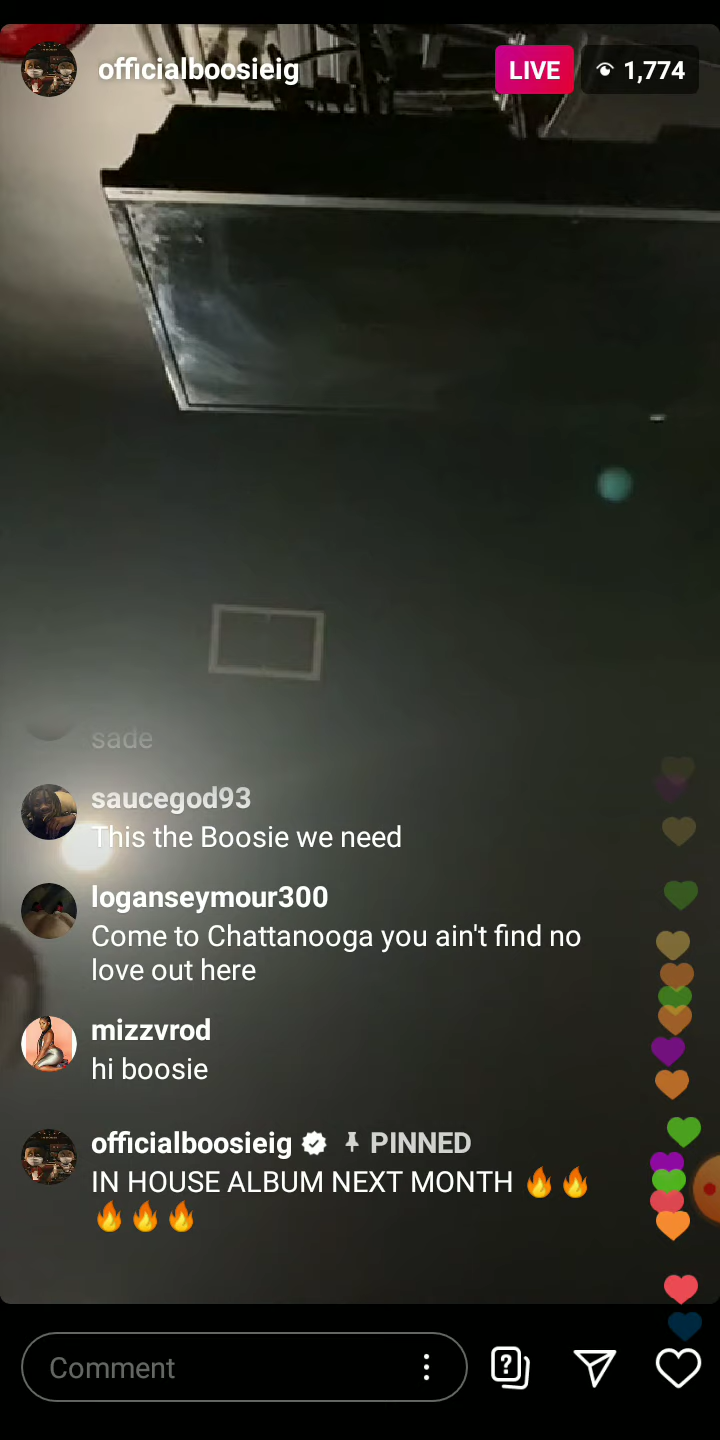 officialboosieig
LIVE
1,774
sade
saucegod93
This the Boosie we need
loganseymour300
Come to Chattanooga you ain't find no
love out here
mizzvrod
hi boosie
officialboosieig PINNED
IN HOUSE ALBUM NEXT MONTH 🔥🔥
🔥🔥🔥
Comment